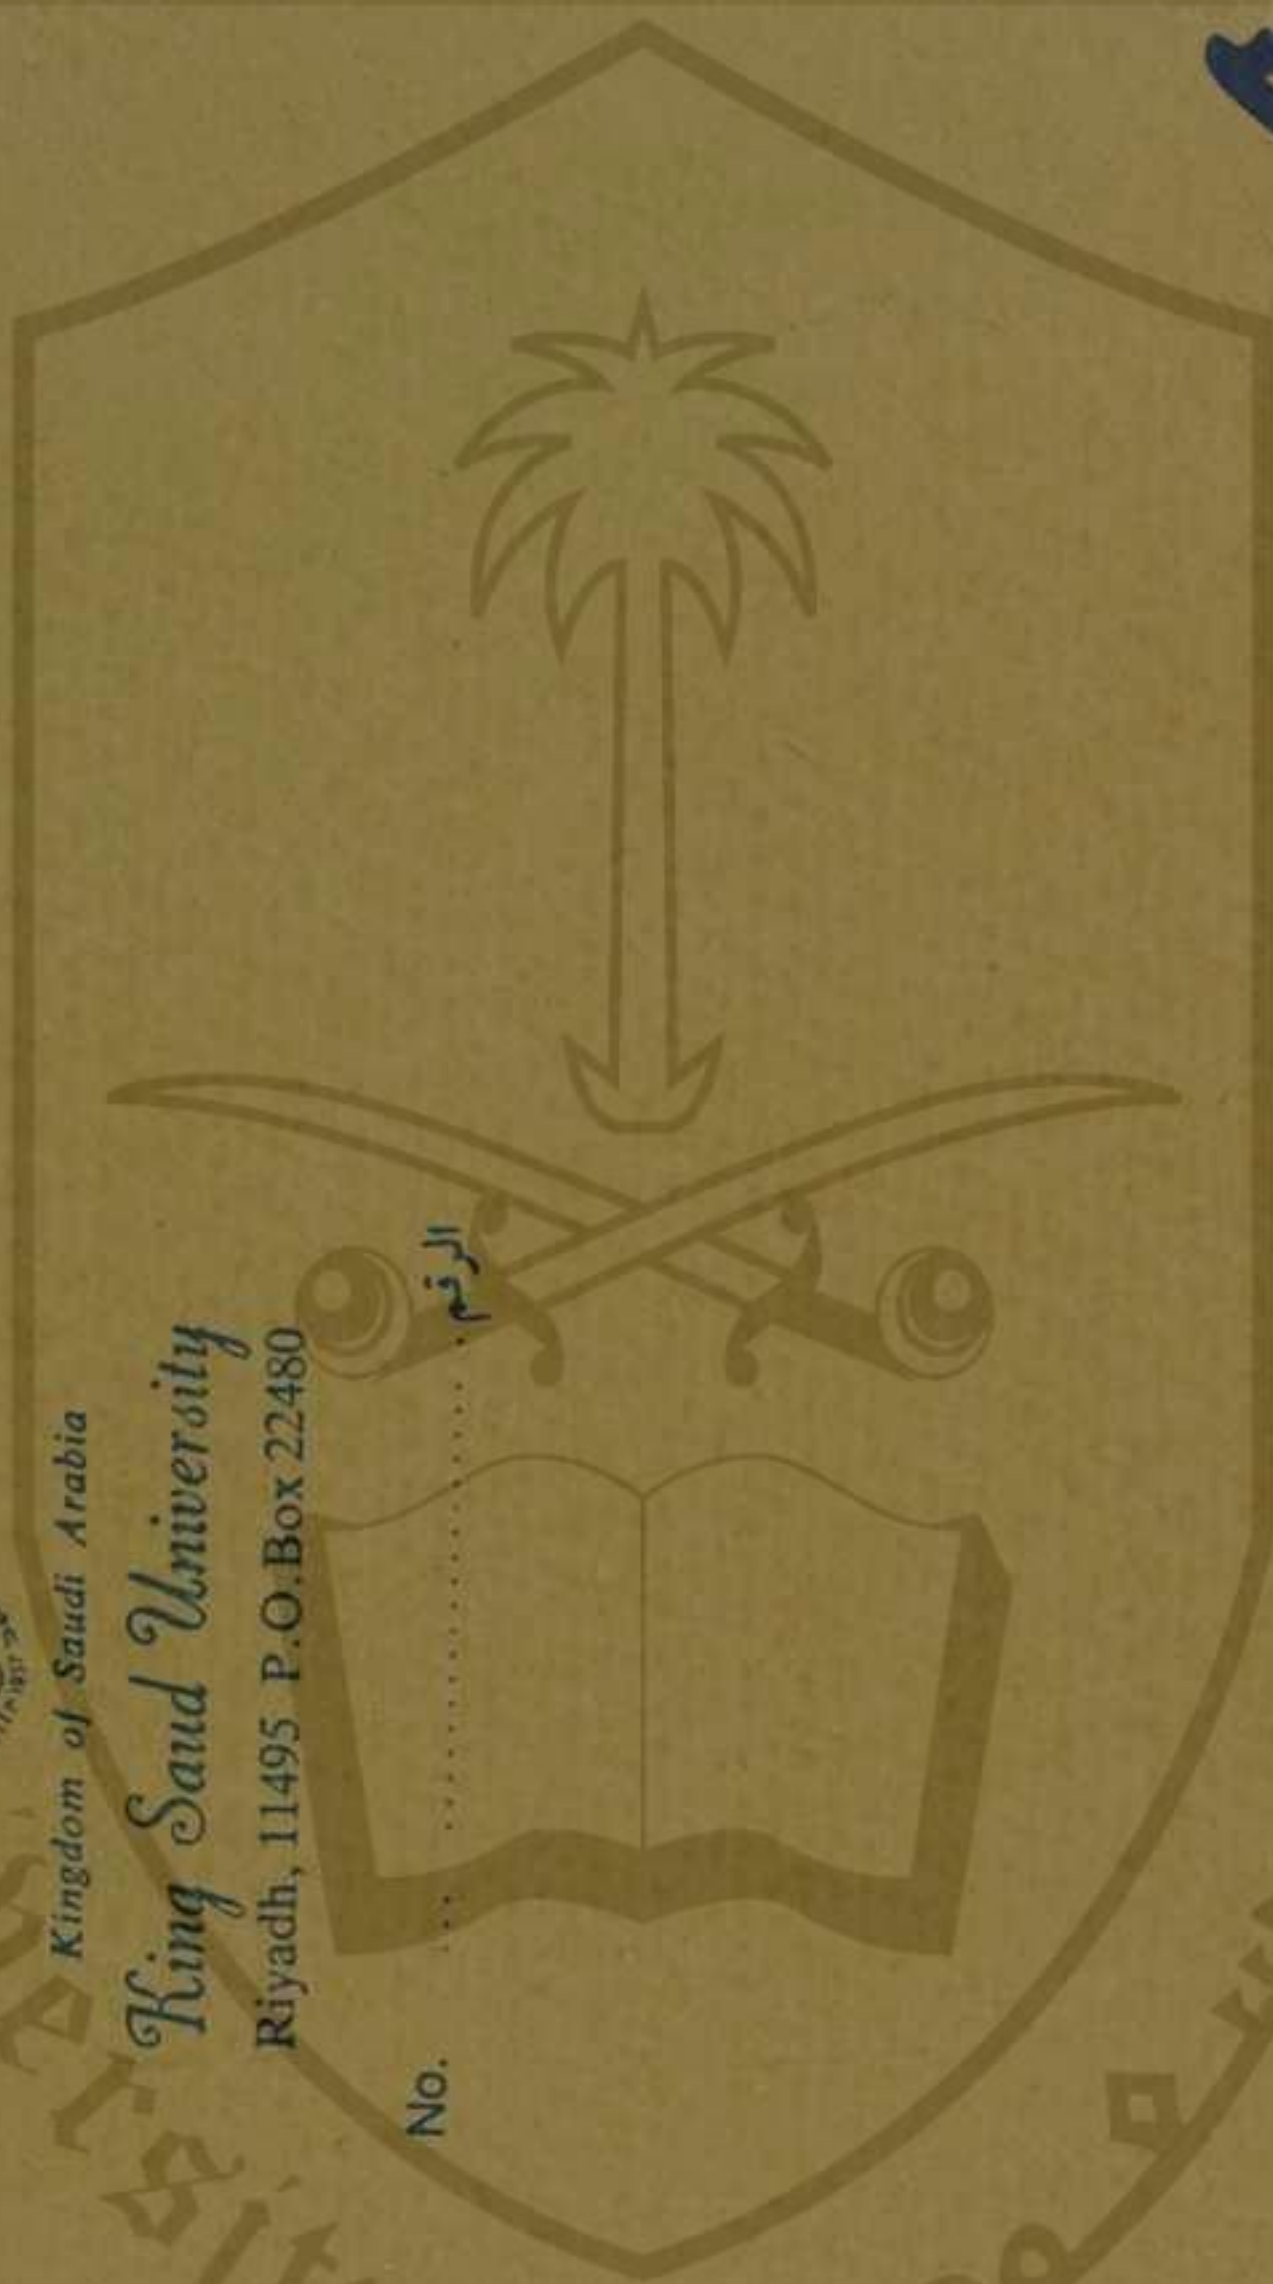 Kingdom of Saudi Arabia
King Saud University
Riyadh, 11495 P.O.Box 22480
No. .................................. الرقم